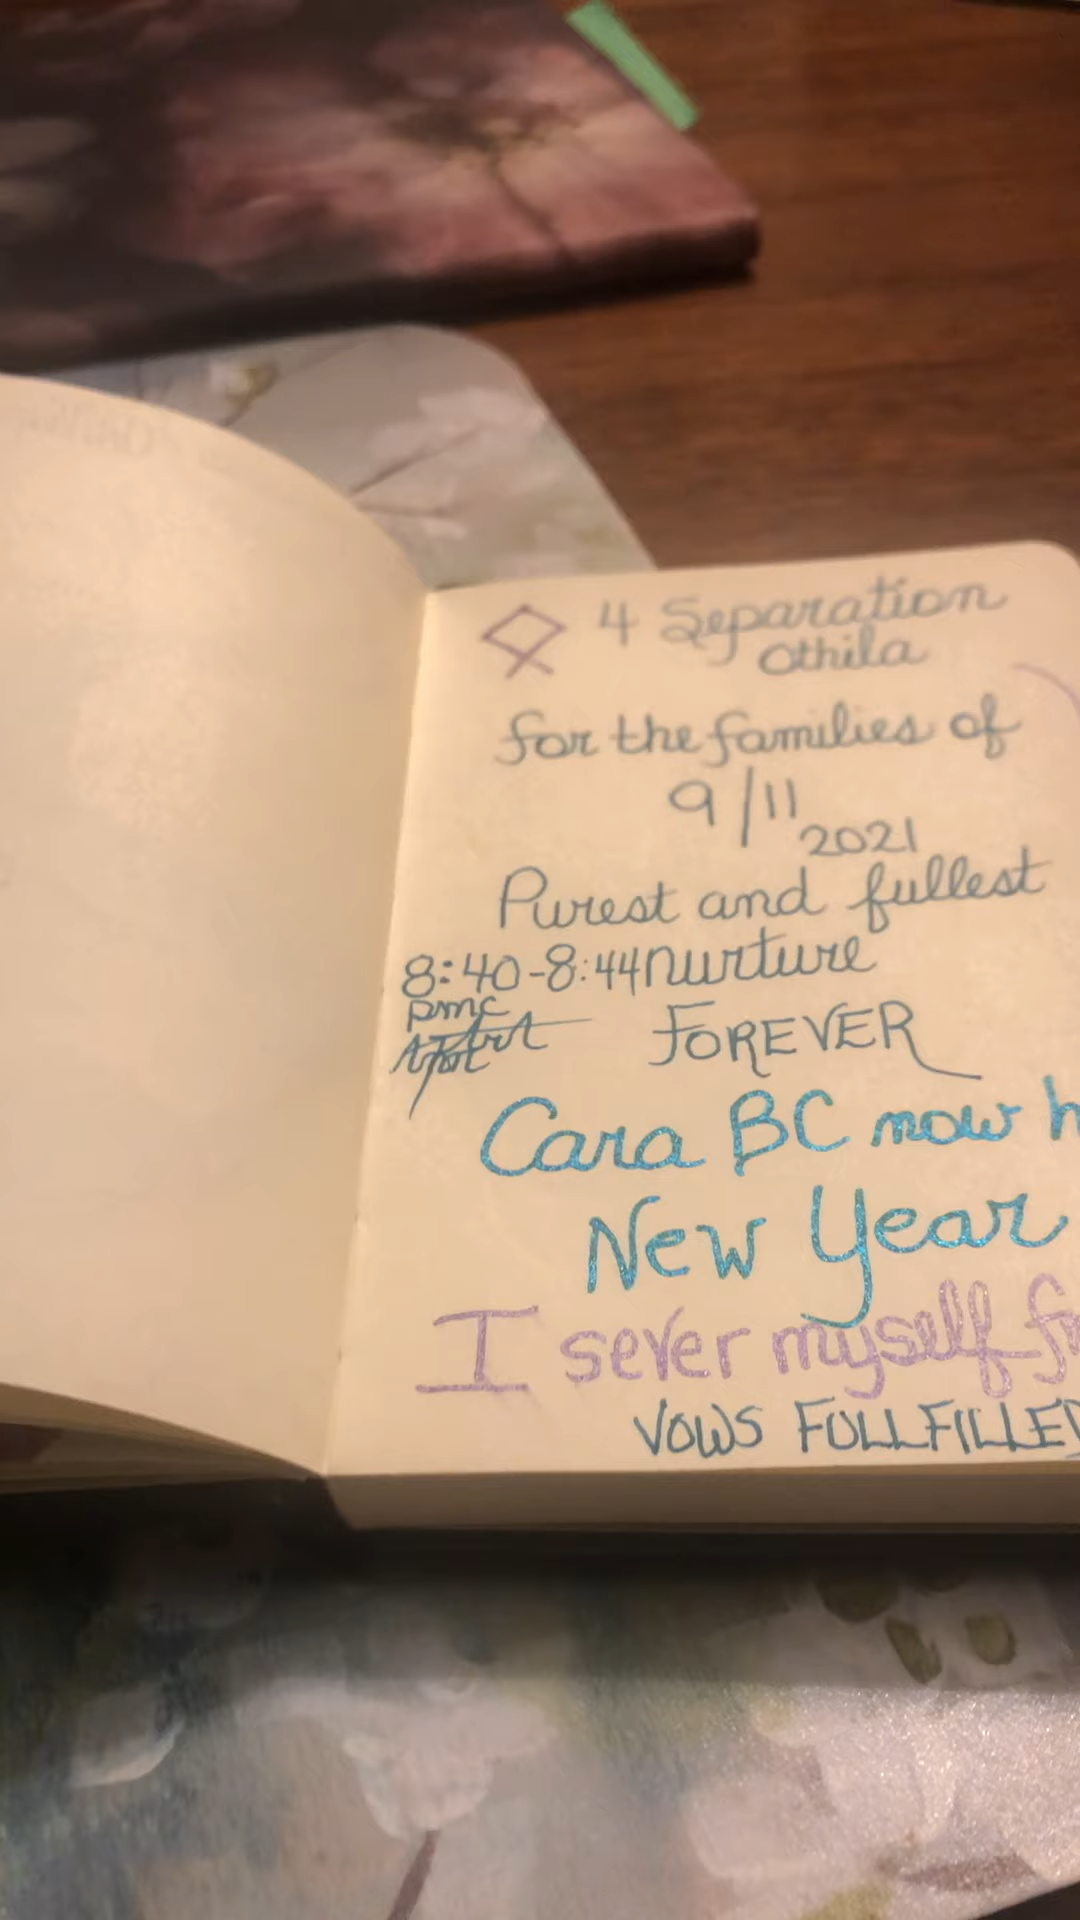 4 Separation
Othila
for the families of
9/11
2021
Purest and fullest
8:40-8:44 nurture
pmc
FOREVER
Cara BC now h
New Year
I sever myself fr
VOWS FULLFILLED